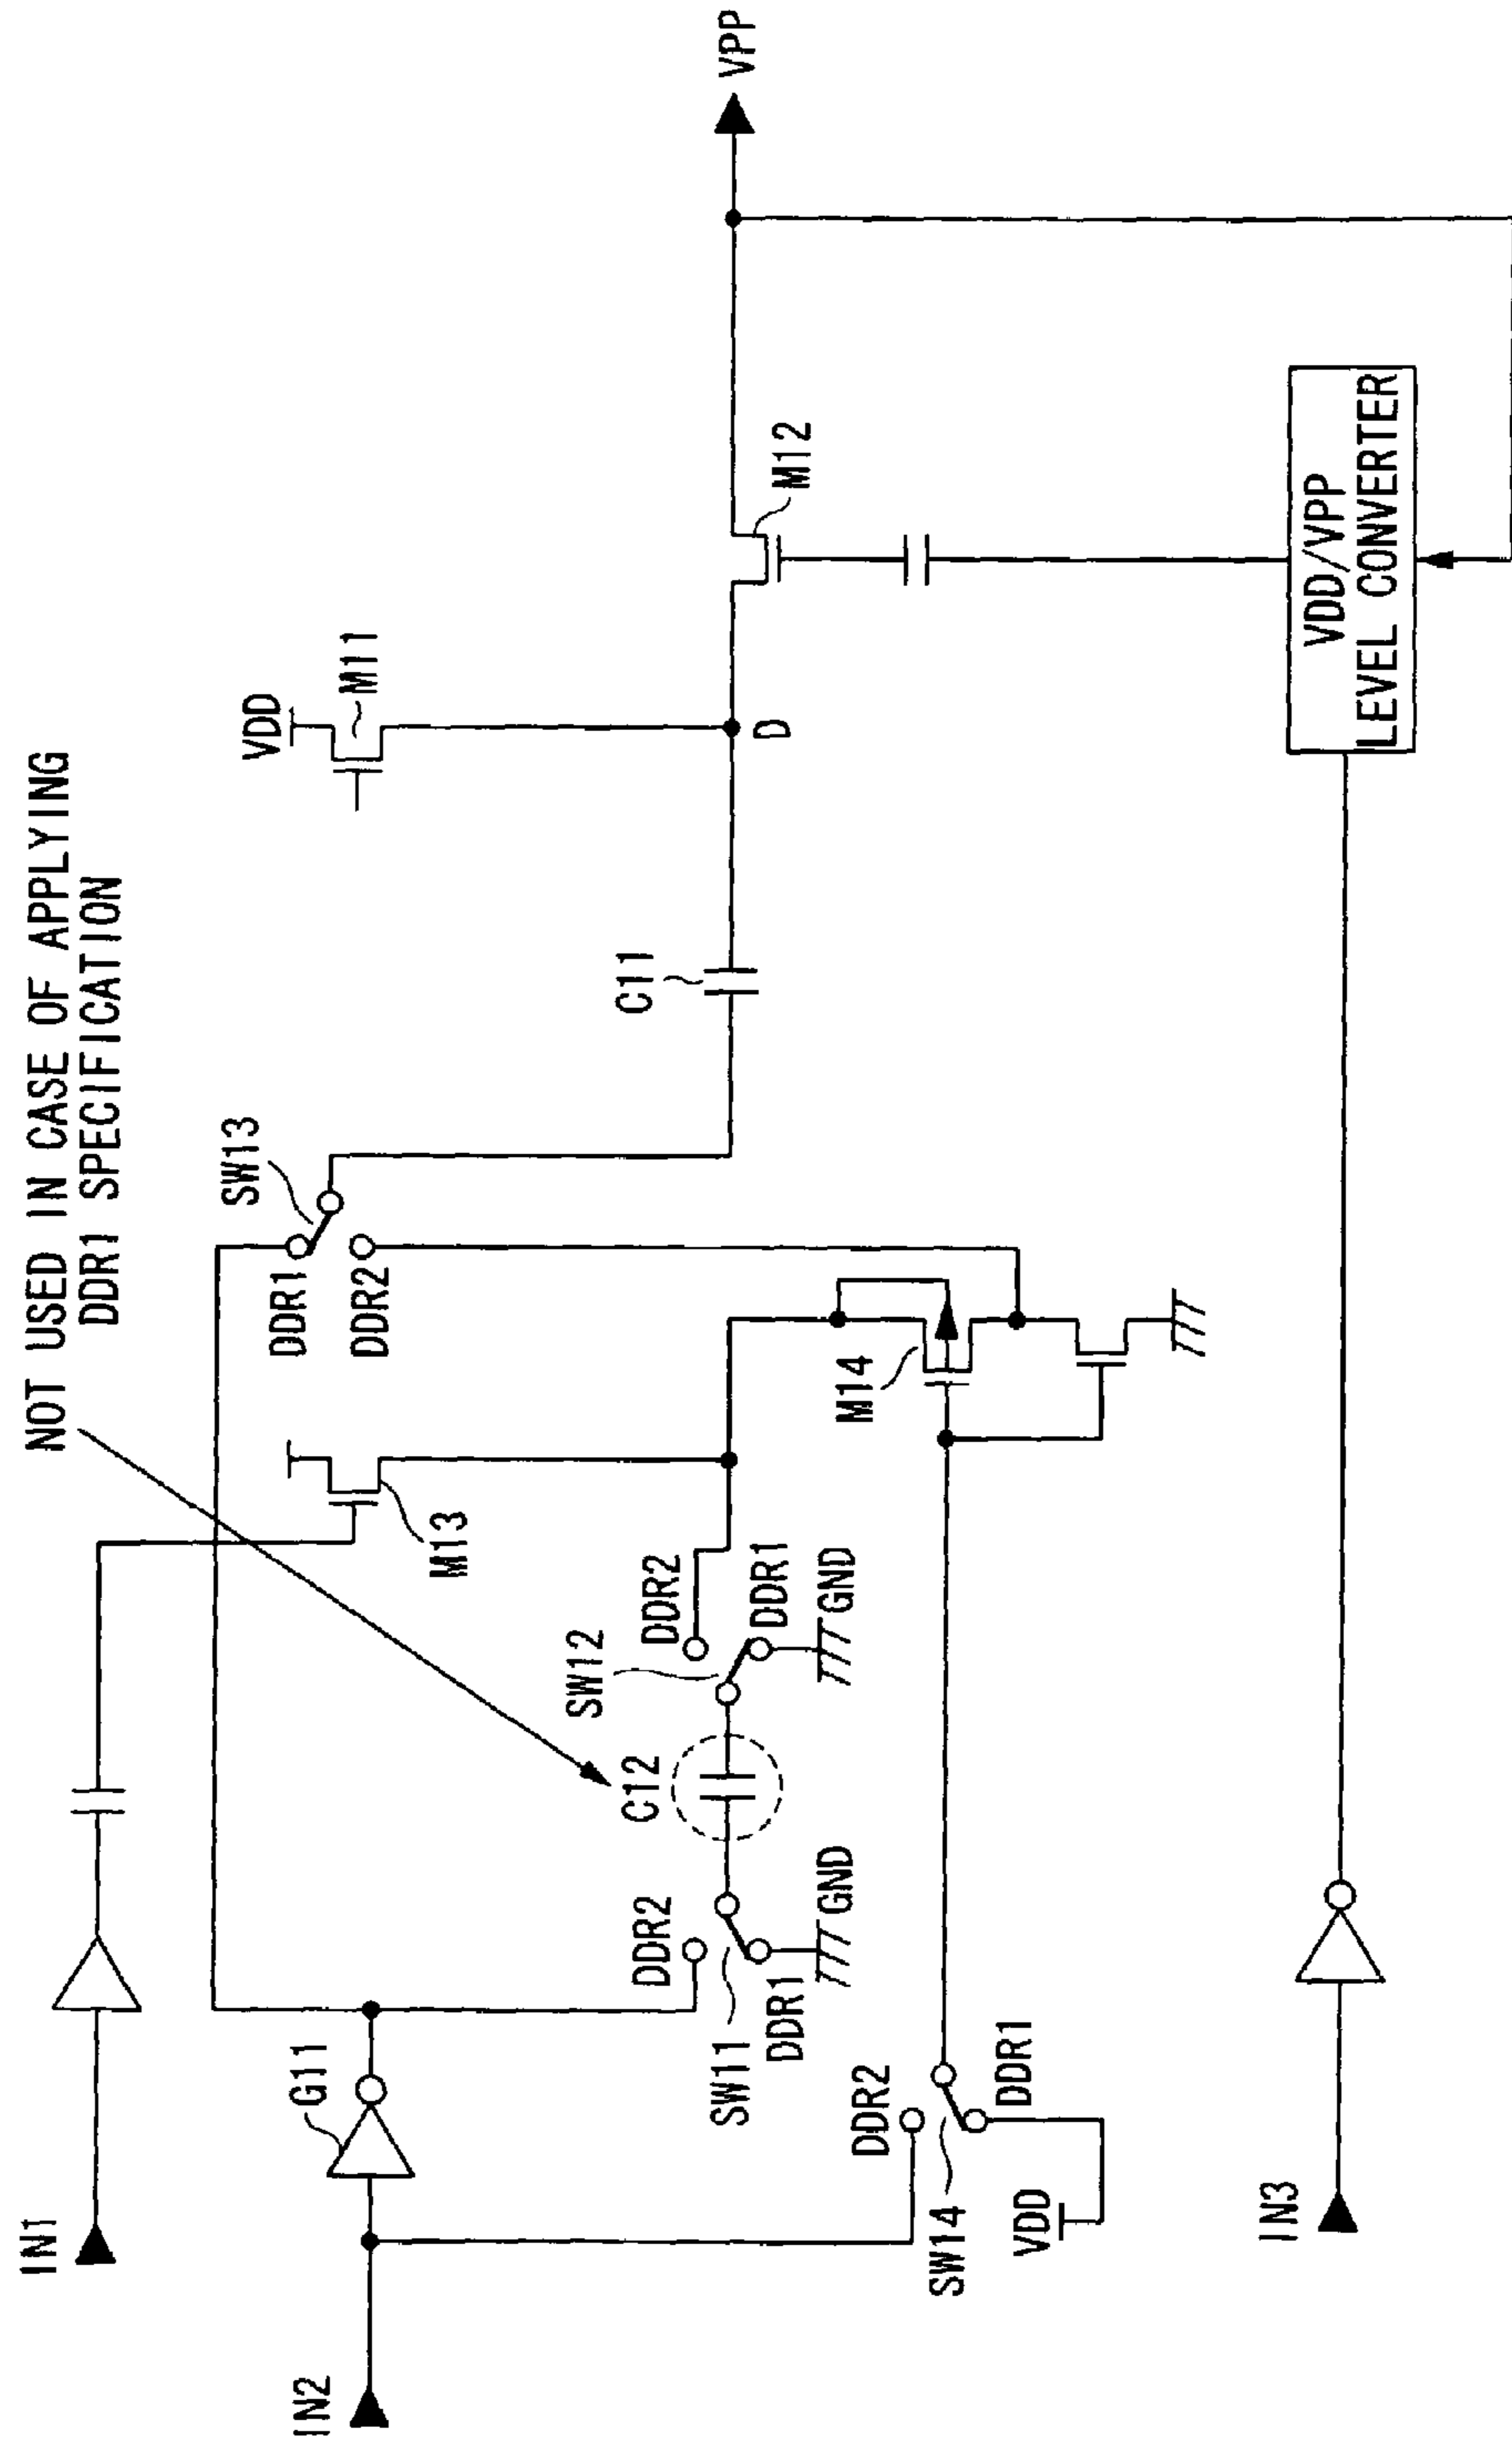 NOT USED IN CASE OF APPLYING
DDR1 SPECIFICATION
IN1
IN2
G11
SW13
DDR1
DDR2
M13
VDD
M11
C11
D
VPP
M12
DDR2
SW11
DDR1
GND
C12
SW12
DDR2
DDR1
GND
M14
DDR2
SW14
DDR1
VDD
IN3
VDD/VPP
LEVEL CONVERTER